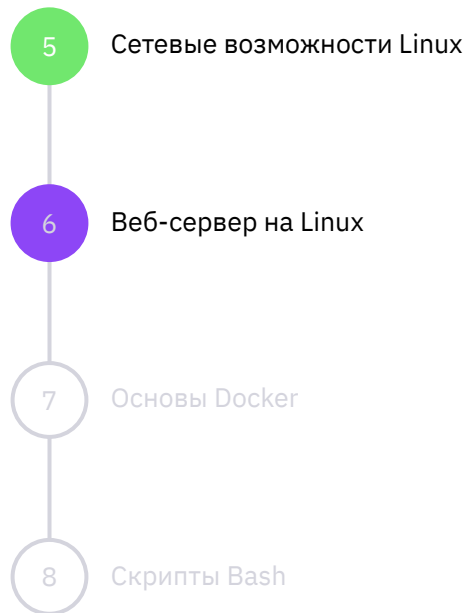 5 Сетевые возможности Linux
6 Веб-сервер на Linux
7 Основы Docker
8 Скрипты Bash